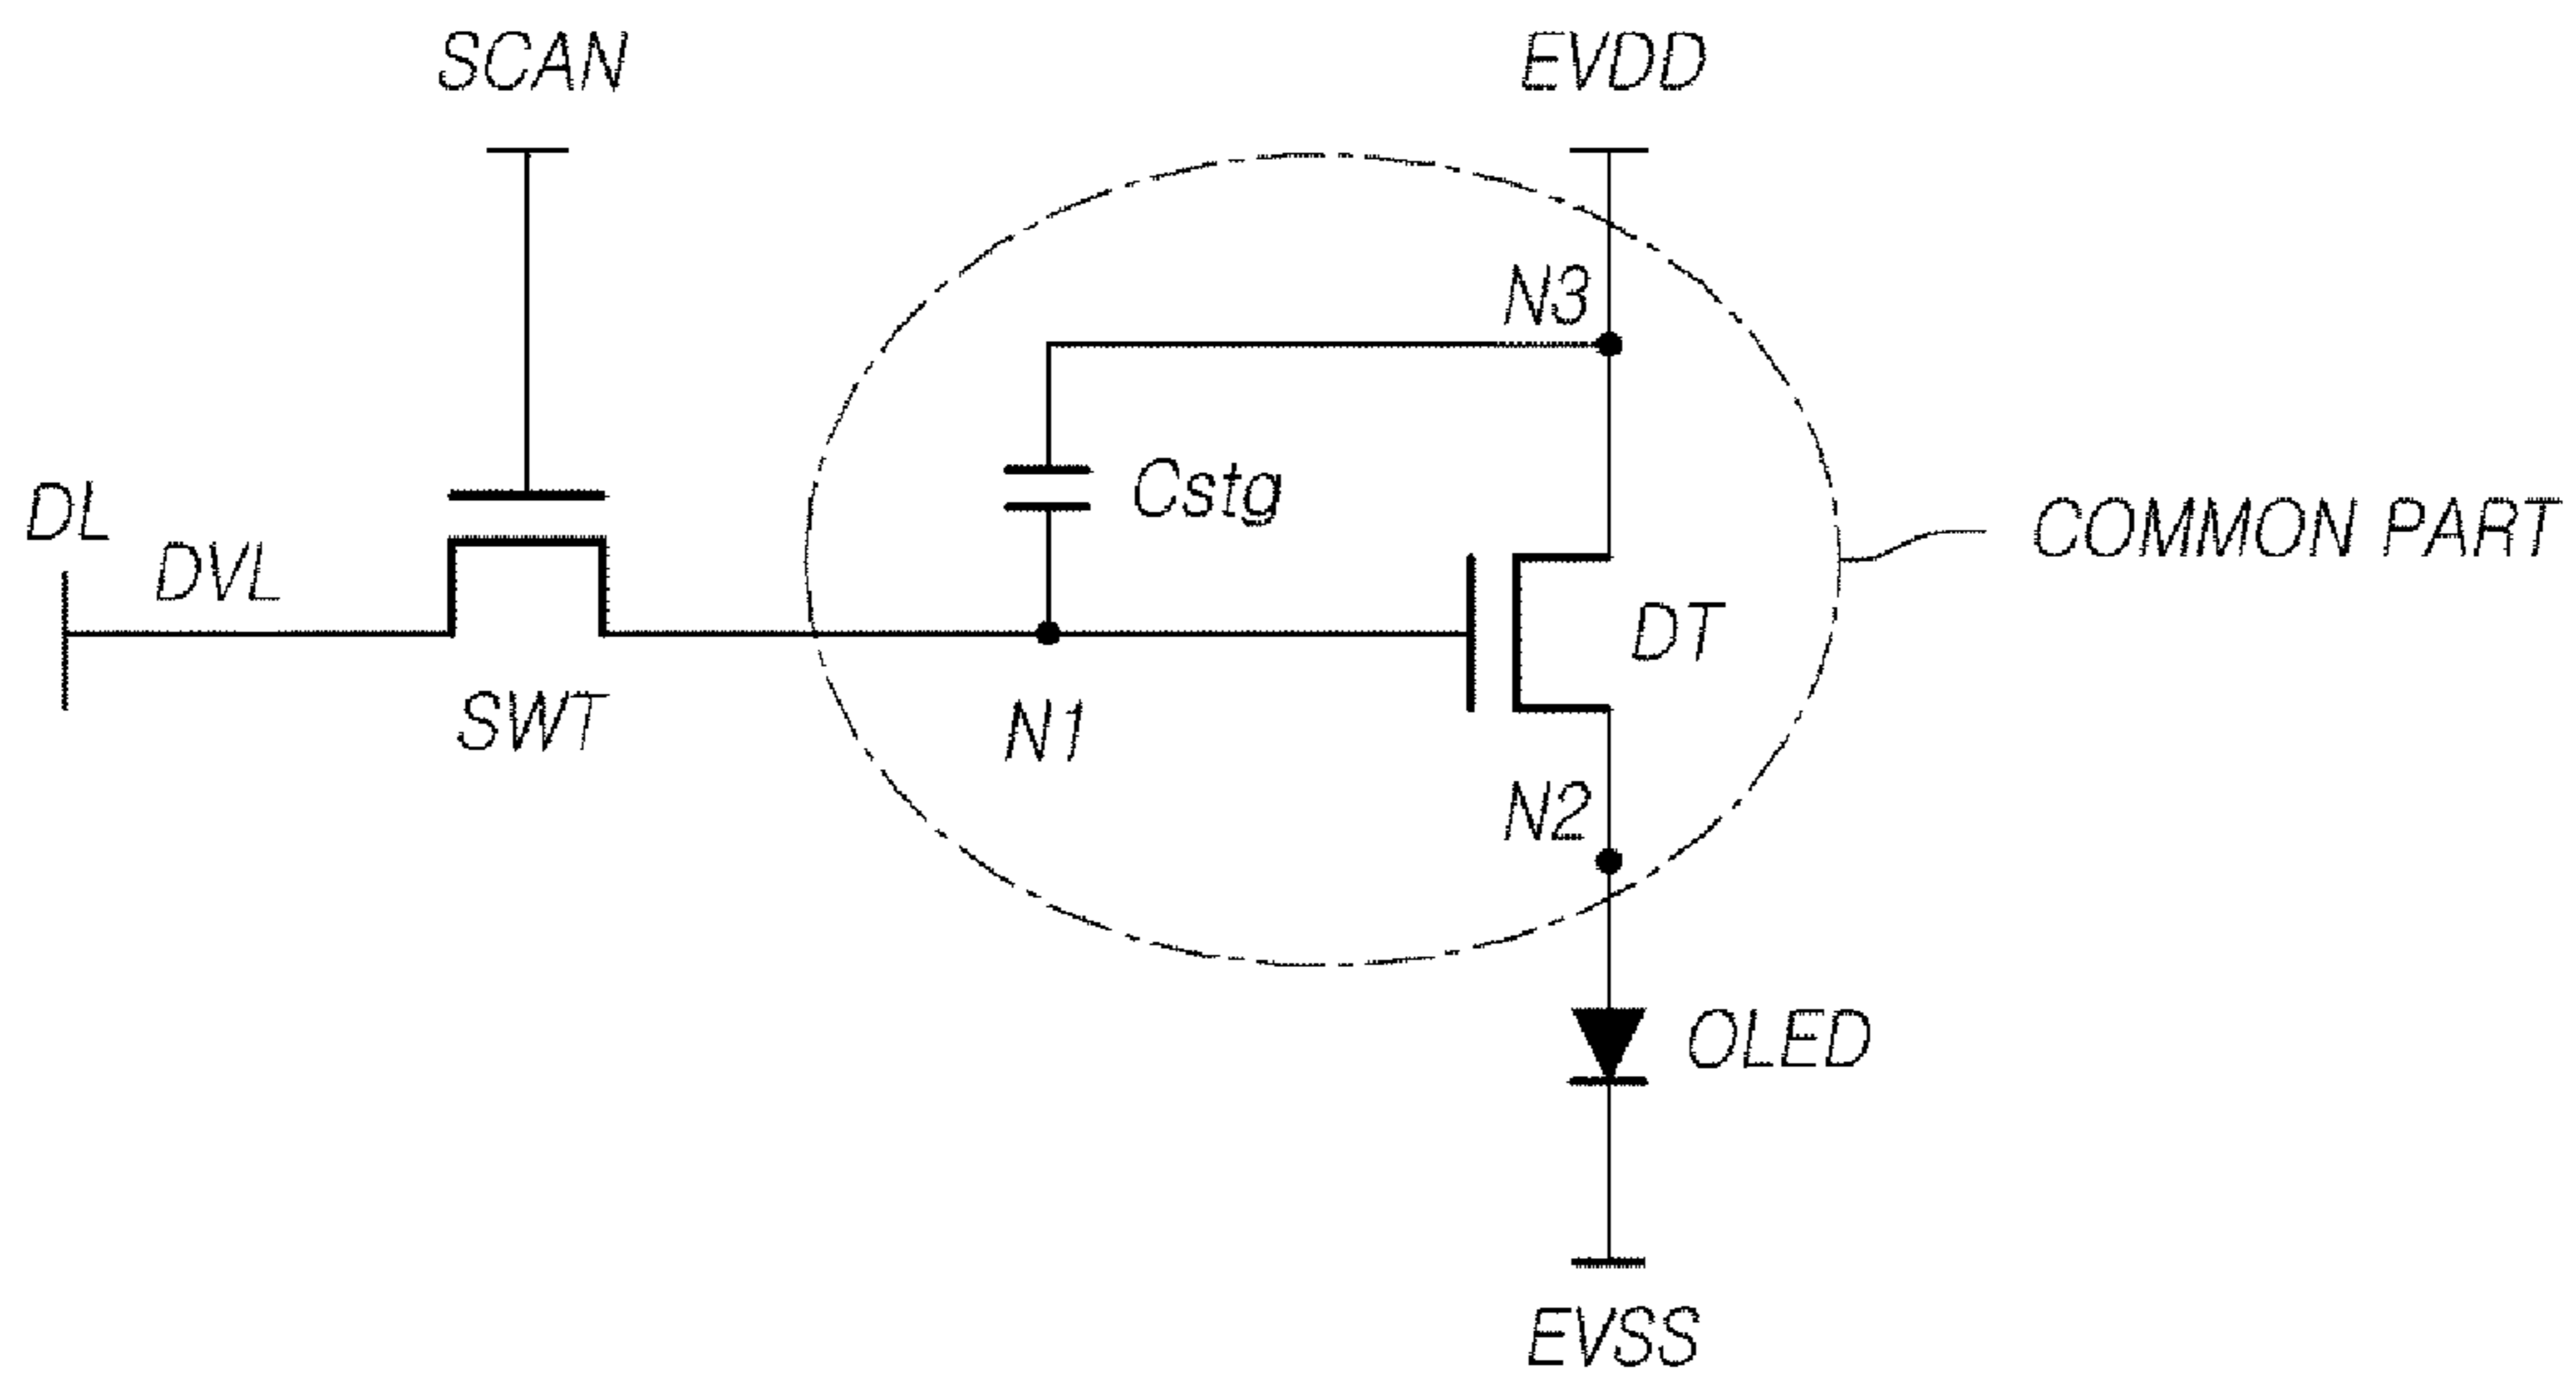 SCAN
EVDD
N3
Cstg
DL
DVL
COMMON PART
DT
SWT
N1
N2
OLED
EVSS